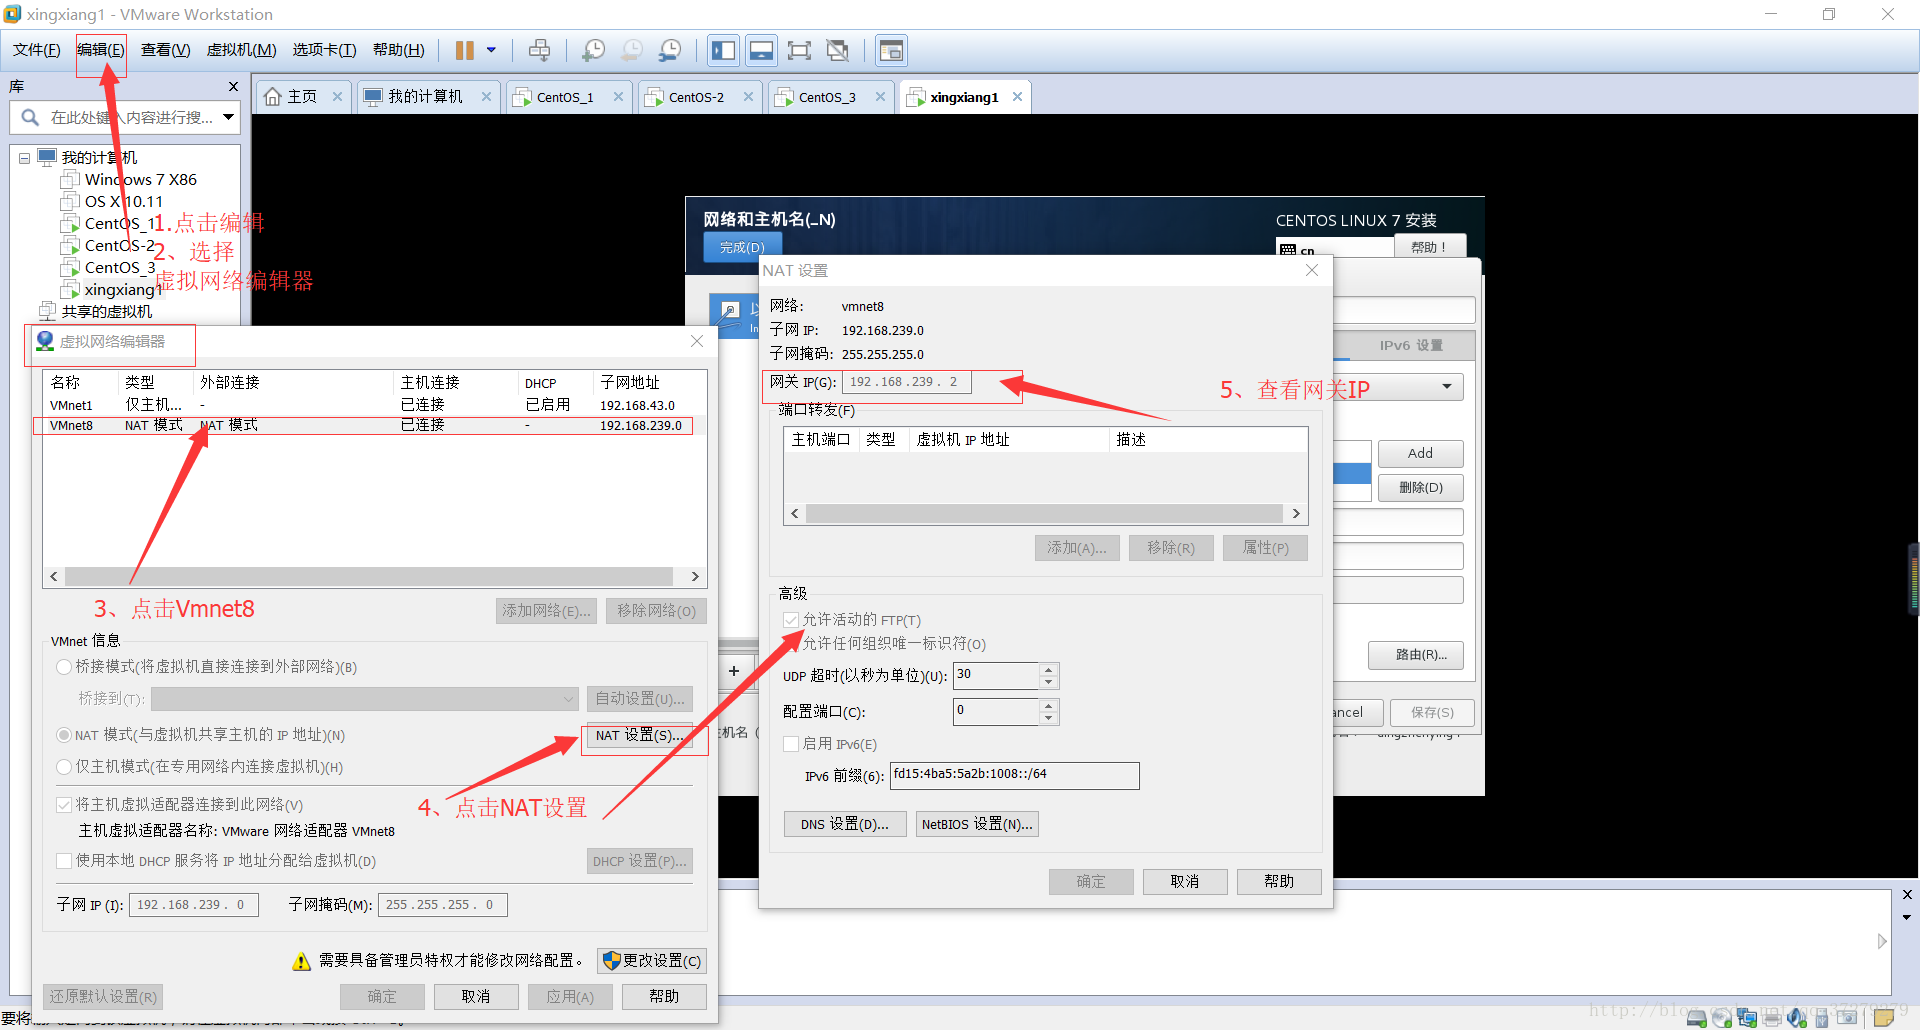 xingxiang1 - VMware Workstation
文件(F) 编辑(E) 查看(V) 虚拟机(M) 选项卡(T) 帮助(H)
库
在此处键入内容进行搜...
主页 我的计算机 CentOS_1 CentOS-2 CentOS_3 xingxiang1
我的计算机
Windows 7 X86
OS X 10.11
CentOS_1
CentOS-2
CentOS_3
xingxiang1
共享的虚拟机
1.点击编辑
2、选择
虚拟网络编辑器
网络和主机名(_N)
完成(D)
CENTOS LINUX 7 安装
cn
帮助！
IPv6 设置
Add
删除(D)
路由(R)...
ancel
保存(S)
虚拟网络编辑器
名称 类型 外部连接 主机连接 DHCP 子网地址
VMnet1 仅主机... - 已连接 已启用 192.168.43.0
VMnet8 NAT 模式 NAT 模式 已连接 - 192.168.239.0
3、点击Vmnet8
添加网络(E)... 移除网络(O)
VMnet 信息
桥接模式(将虚拟机直接连接到外部网络)(B)
桥接到(T): 自动设置(U)...
NAT 模式(与虚拟机共享主机的 IP 地址)(N) NAT 设置(S)...
仅主机模式(在专用网络内连接虚拟机)(H)
将主机虚拟适配器连接到此网络(V)
4、点击NAT设置
主机虚拟适配器名称: VMware 网络适配器 VMnet8
使用本地 DHCP 服务将 IP 地址分配给虚拟机(D) DHCP 设置(P)...
子网 IP (I): 192.168.239. 0 子网掩码(M): 255.255.255. 0
需要具备管理员特权才能修改网络配置。 更改设置(C)
还原默认设置(R) 确定 取消 应用(A) 帮助
NAT 设置
网络: vmnet8
子网 IP: 192.168.239.0
子网掩码: 255.255.255.0
网关 IP(G): 192.168.239. 2
5、查看网关IP
端口转发(F)
主机端口 类型 虚拟机 IP 地址 描述
添加(A)... 移除(R) 属性(P)
高级
允许活动的 FTP(T)
允许任何组织唯一标识符(O)
UDP 超时(以秒为单位)(U): 30
配置端口(C): 0
启用 IPv6(E)
IPv6 前缀(6): fd15:4ba5:5a2b:1008::/64
DNS 设置(D)... NetBIOS 设置(N)...
确定 取消 帮助